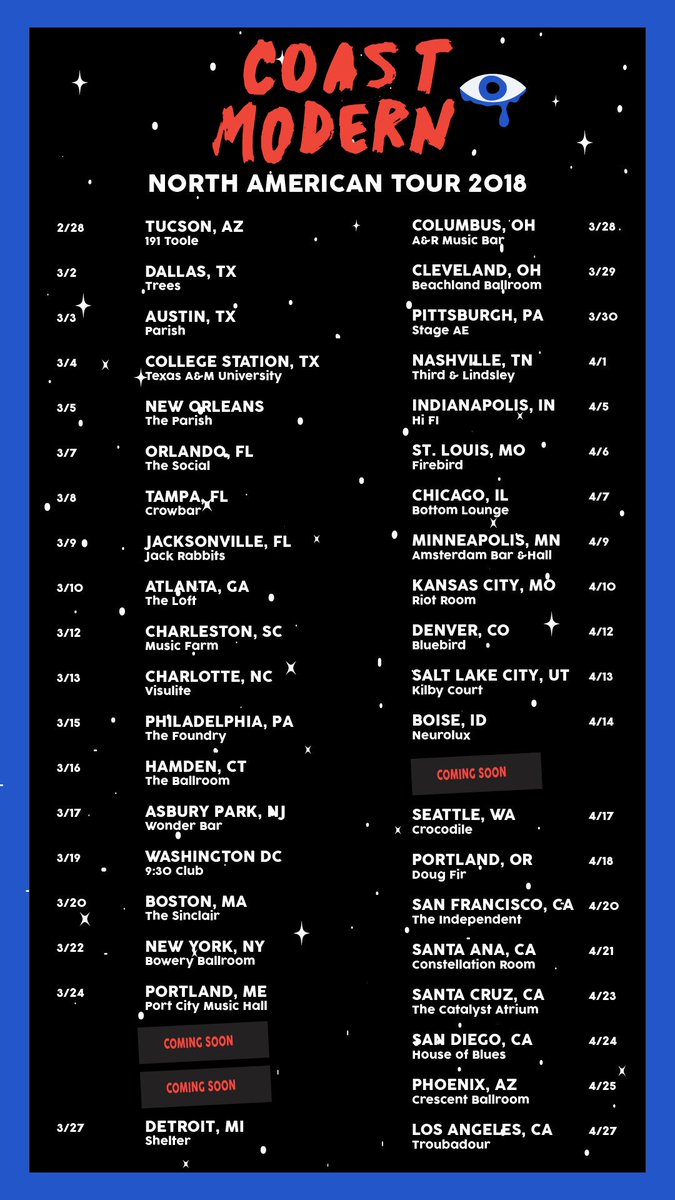 COAST
MODERN
NORTH AMERICAN TOUR 2018
2/28 TUCSON, AZ
191 Toole
3/2 DALLAS, TX
Trees
3/3 AUSTIN, TX
Parish
3/4 COLLEGE STATION, TX
Texas A&M University
3/5 NEW ORLEANS
The Parish
3/7 ORLANDO, FL
The Social
3/8 TAMPA, FL
Crowbar
3/9 JACKSONVILLE, FL
Jack Rabbits
3/10 ATLANTA, GA
The Loft
3/12 CHARLESTON, SC
Music Farm
3/13 CHARLOTTE, NC
Visulite
3/15 PHILADELPHIA, PA
The Foundry
3/16 HAMDEN, CT
The Ballroom
3/17 ASBURY PARK, NJ
Wonder Bar
3/19 WASHINGTON DC
9:30 Club
3/20 BOSTON, MA
The Sinclair
3/22 NEW YORK, NY
Bowery Ballroom
3/24 PORTLAND, ME
Port City Music Hall
COMING SOON
COMING SOON
3/27 DETROIT, MI
Shelter
COLUMBUS, OH 3/28
A&R Music Bar
CLEVELAND, OH 3/29
Beachland Ballroom
PITTSBURGH, PA 3/30
Stage AE
NASHVILLE, TN 4/1
Third & Lindsley
INDIANAPOLIS, IN 4/5
Hi FI
ST. LOUIS, MO 4/6
Firebird
CHICAGO, IL 4/7
Bottom Lounge
MINNEAPOLIS, MN 4/9
Amsterdam Bar &Hall
KANSAS CITY, MO 4/10
Riot Room
DENVER, CO 4/12
Bluebird
SALT LAKE CITY, UT 4/13
Kilby Court
BOISE, ID 4/14
Neurolux
COMING SOON
SEATTLE, WA 4/17
Crocodile
PORTLAND, OR 4/18
Doug Fir
SAN FRANCISCO, CA 4/20
The Independent
SANTA ANA, CA 4/21
Constellation Room
SANTA CRUZ, CA 4/23
The Catalyst Atrium
SAN DIEGO, CA 4/24
House of Blues
PHOENIX, AZ 4/25
Crescent Ballroom
LOS ANGELES, CA 4/27
Troubadour